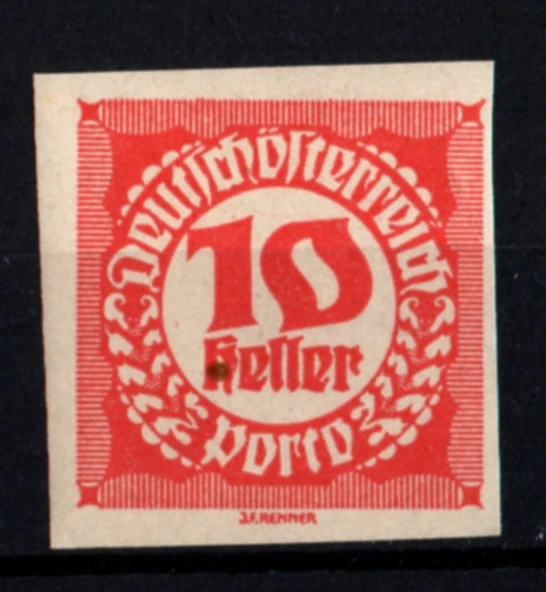 Deutschösterreich
10
Heller
Porto
J.F.RENNER